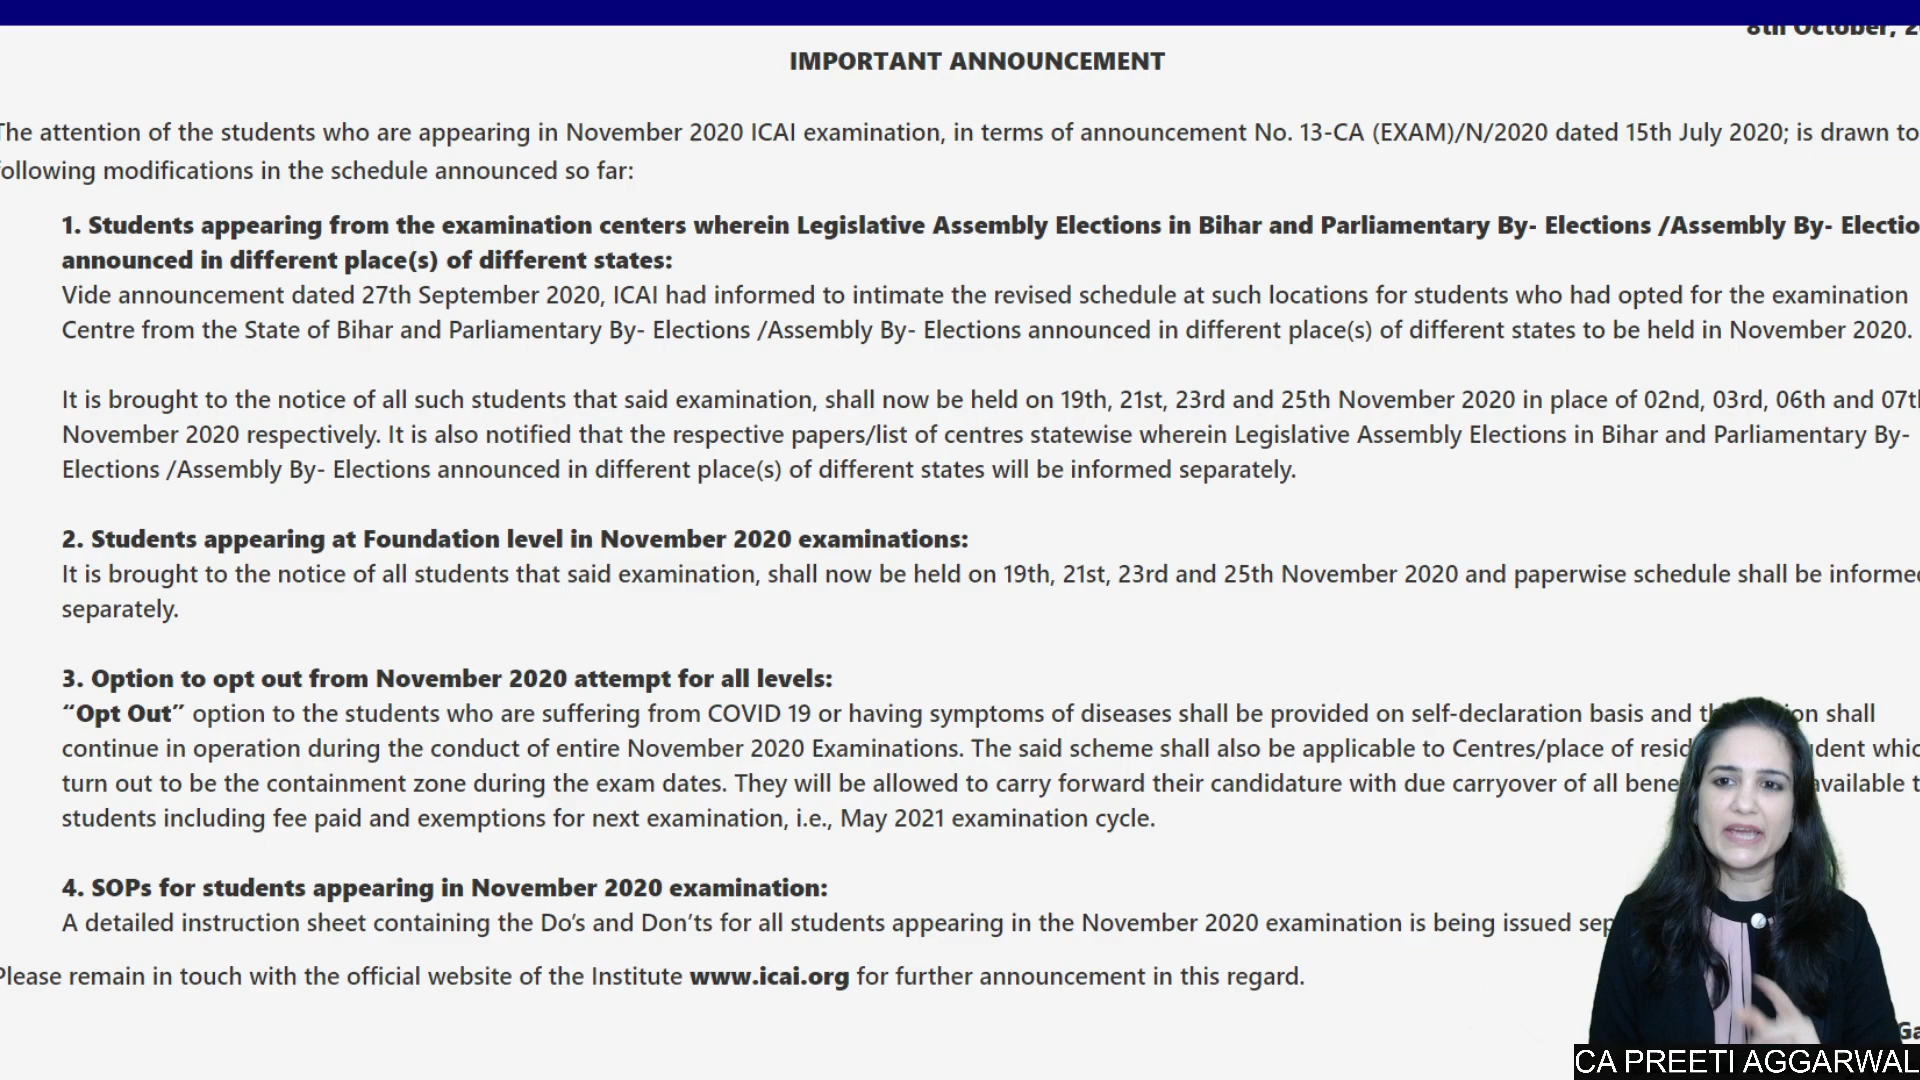 8th October, 2
IMPORTANT ANNOUNCEMENT
The attention of the students who are appearing in November 2020 ICAI examination, in terms of announcement No. 13-CA (EXAM)/N/2020 dated 15th July 2020; is drawn to
following modifications in the schedule announced so far:
1. Students appearing from the examination centers wherein Legislative Assembly Elections in Bihar and Parliamentary By- Elections /Assembly By- Electio
announced in different place(s) of different states:
Vide announcement dated 27th September 2020, ICAI had informed to intimate the revised schedule at such locations for students who had opted for the examination
Centre from the State of Bihar and Parliamentary By- Elections /Assembly By- Elections announced in different place(s) of different states to be held in November 2020.
It is brought to the notice of all such students that said examination, shall now be held on 19th, 21st, 23rd and 25th November 2020 in place of 02nd, 03rd, 06th and 07th
November 2020 respectively. It is also notified that the respective papers/list of centres statewise wherein Legislative Assembly Elections in Bihar and Parliamentary By-
Elections /Assembly By- Elections announced in different place(s) of different states will be informed separately.
2. Students appearing at Foundation level in November 2020 examinations:
It is brought to the notice of all students that said examination, shall now be held on 19th, 21st, 23rd and 25th November 2020 and paperwise schedule shall be informed
separately.
3. Option to opt out from November 2020 attempt for all levels:
“Opt Out” option to the students who are suffering from COVID 19 or having symptoms of diseases shall be provided on self-declaration basis and th on shall
continue in operation during the conduct of entire November 2020 Examinations. The said scheme shall also be applicable to Centres/place of resid dent whic
turn out to be the containment zone during the exam dates. They will be allowed to carry forward their candidature with due carryover of all bene available t
students including fee paid and exemptions for next examination, i.e., May 2021 examination cycle.
4. SOPs for students appearing in November 2020 examination:
A detailed instruction sheet containing the Do’s and Don’ts for all students appearing in the November 2020 examination is being issued sep
Please remain in touch with the official website of the Institute www.icai.org for further announcement in this regard.
Ga
CA PREETI AGGARWAL